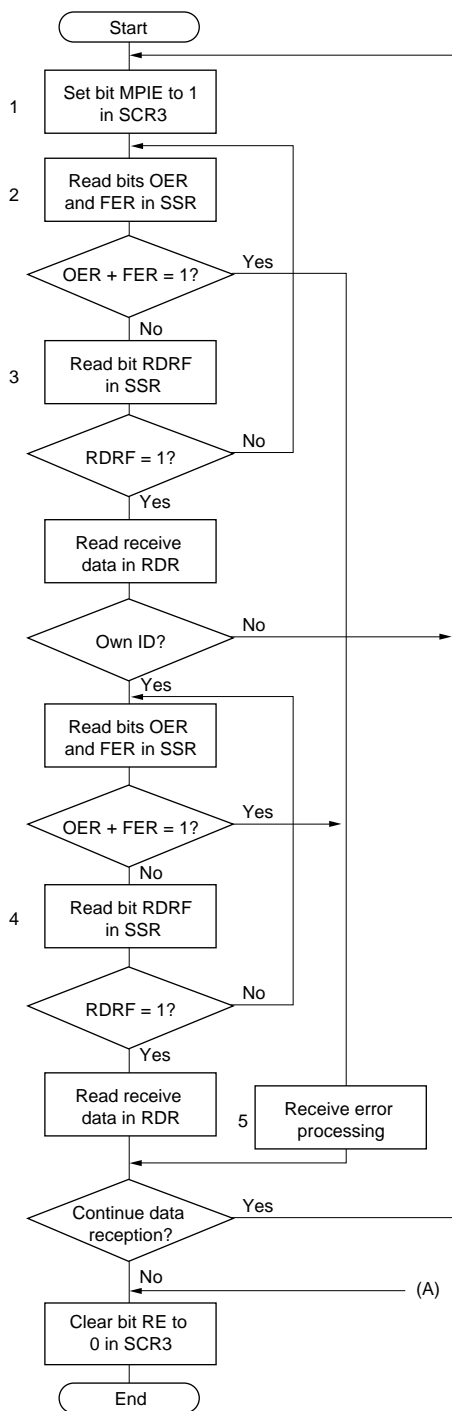 Start
1
Set bit MPIE to 1
in SCR3
2
Read bits OER
and FER in SSR
OER + FER = 1?
Yes
No
3
Read bit RDRF
in SSR
RDRF = 1?
No
Yes
Read receive
data in RDR
Own ID?
No
Yes
Read bits OER
and FER in SSR
OER + FER = 1?
Yes
No
4
Read bit RDRF
in SSR
RDRF = 1?
No
Yes
Read receive
data in RDR
5
Receive error
processing
Continue data
reception?
Yes
No
(A)
Clear bit RE to
0 in SCR3
End